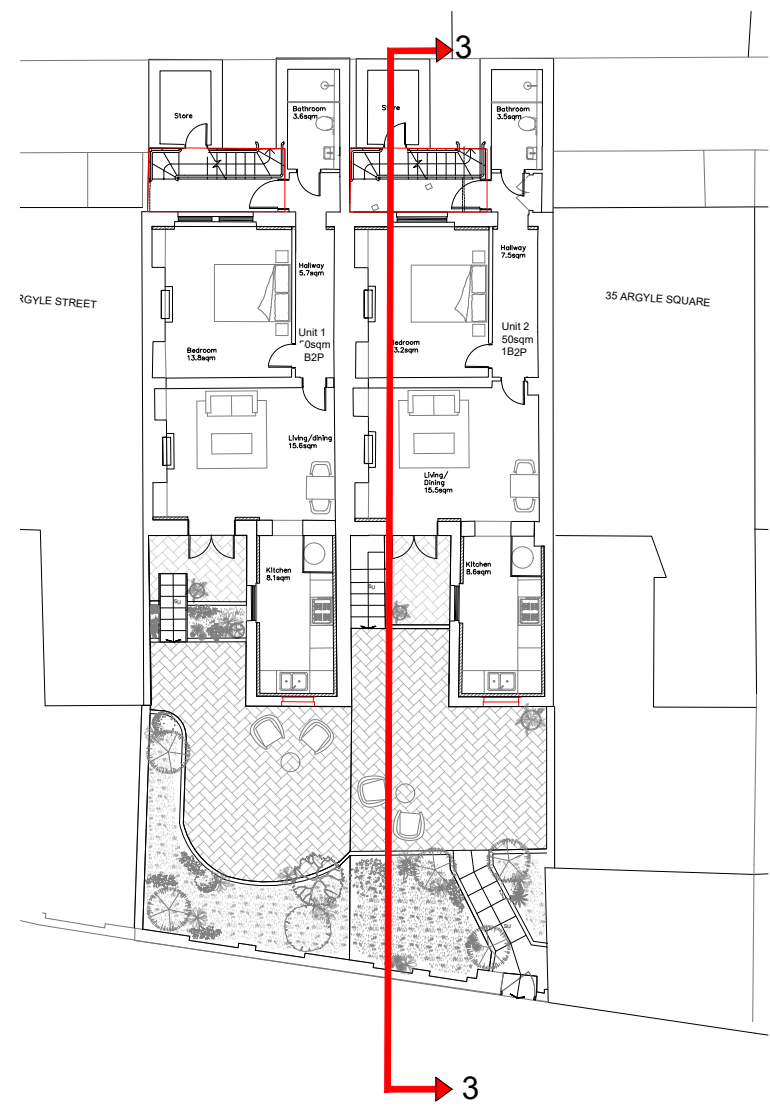 3
Store
Bathroom
3.6sqm
Bathroom
3.5sqm
UP
Hallway
5.7sqm
Hallway
7.5sqm
RGYLE STREET
35 ARGYLE SQUARE
Unit 1
0sqm
B2P
Unit 2
50sqm
1B2P
Bedroom
13.8sqm
edroom
3.2sqm
Living/dining
15.6sqm
Living/
Dining
15.5sqm
Kitchen
8.1sqm
Kitchen
8.6sqm
3